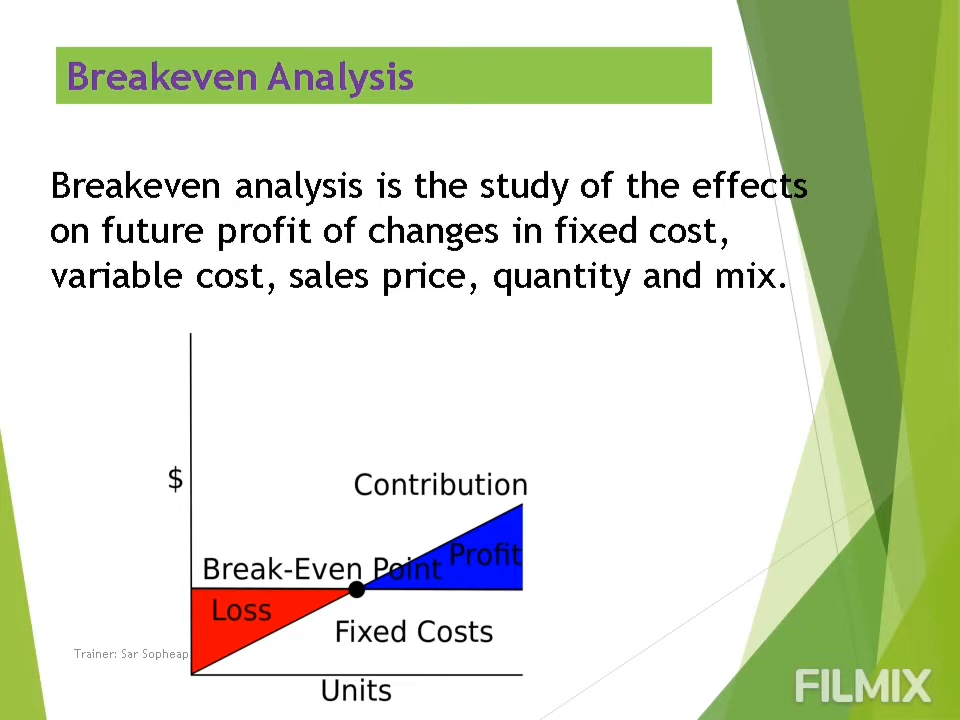 Breakeven Analysis
Breakeven analysis is the study of the effects
on future profit of changes in fixed cost,
variable cost, sales price, quantity and mix.
$
Contribution
Profit
Break-Even Point
Loss
Fixed Costs
Units
Trainer: Sar Sopheap
FILMIX